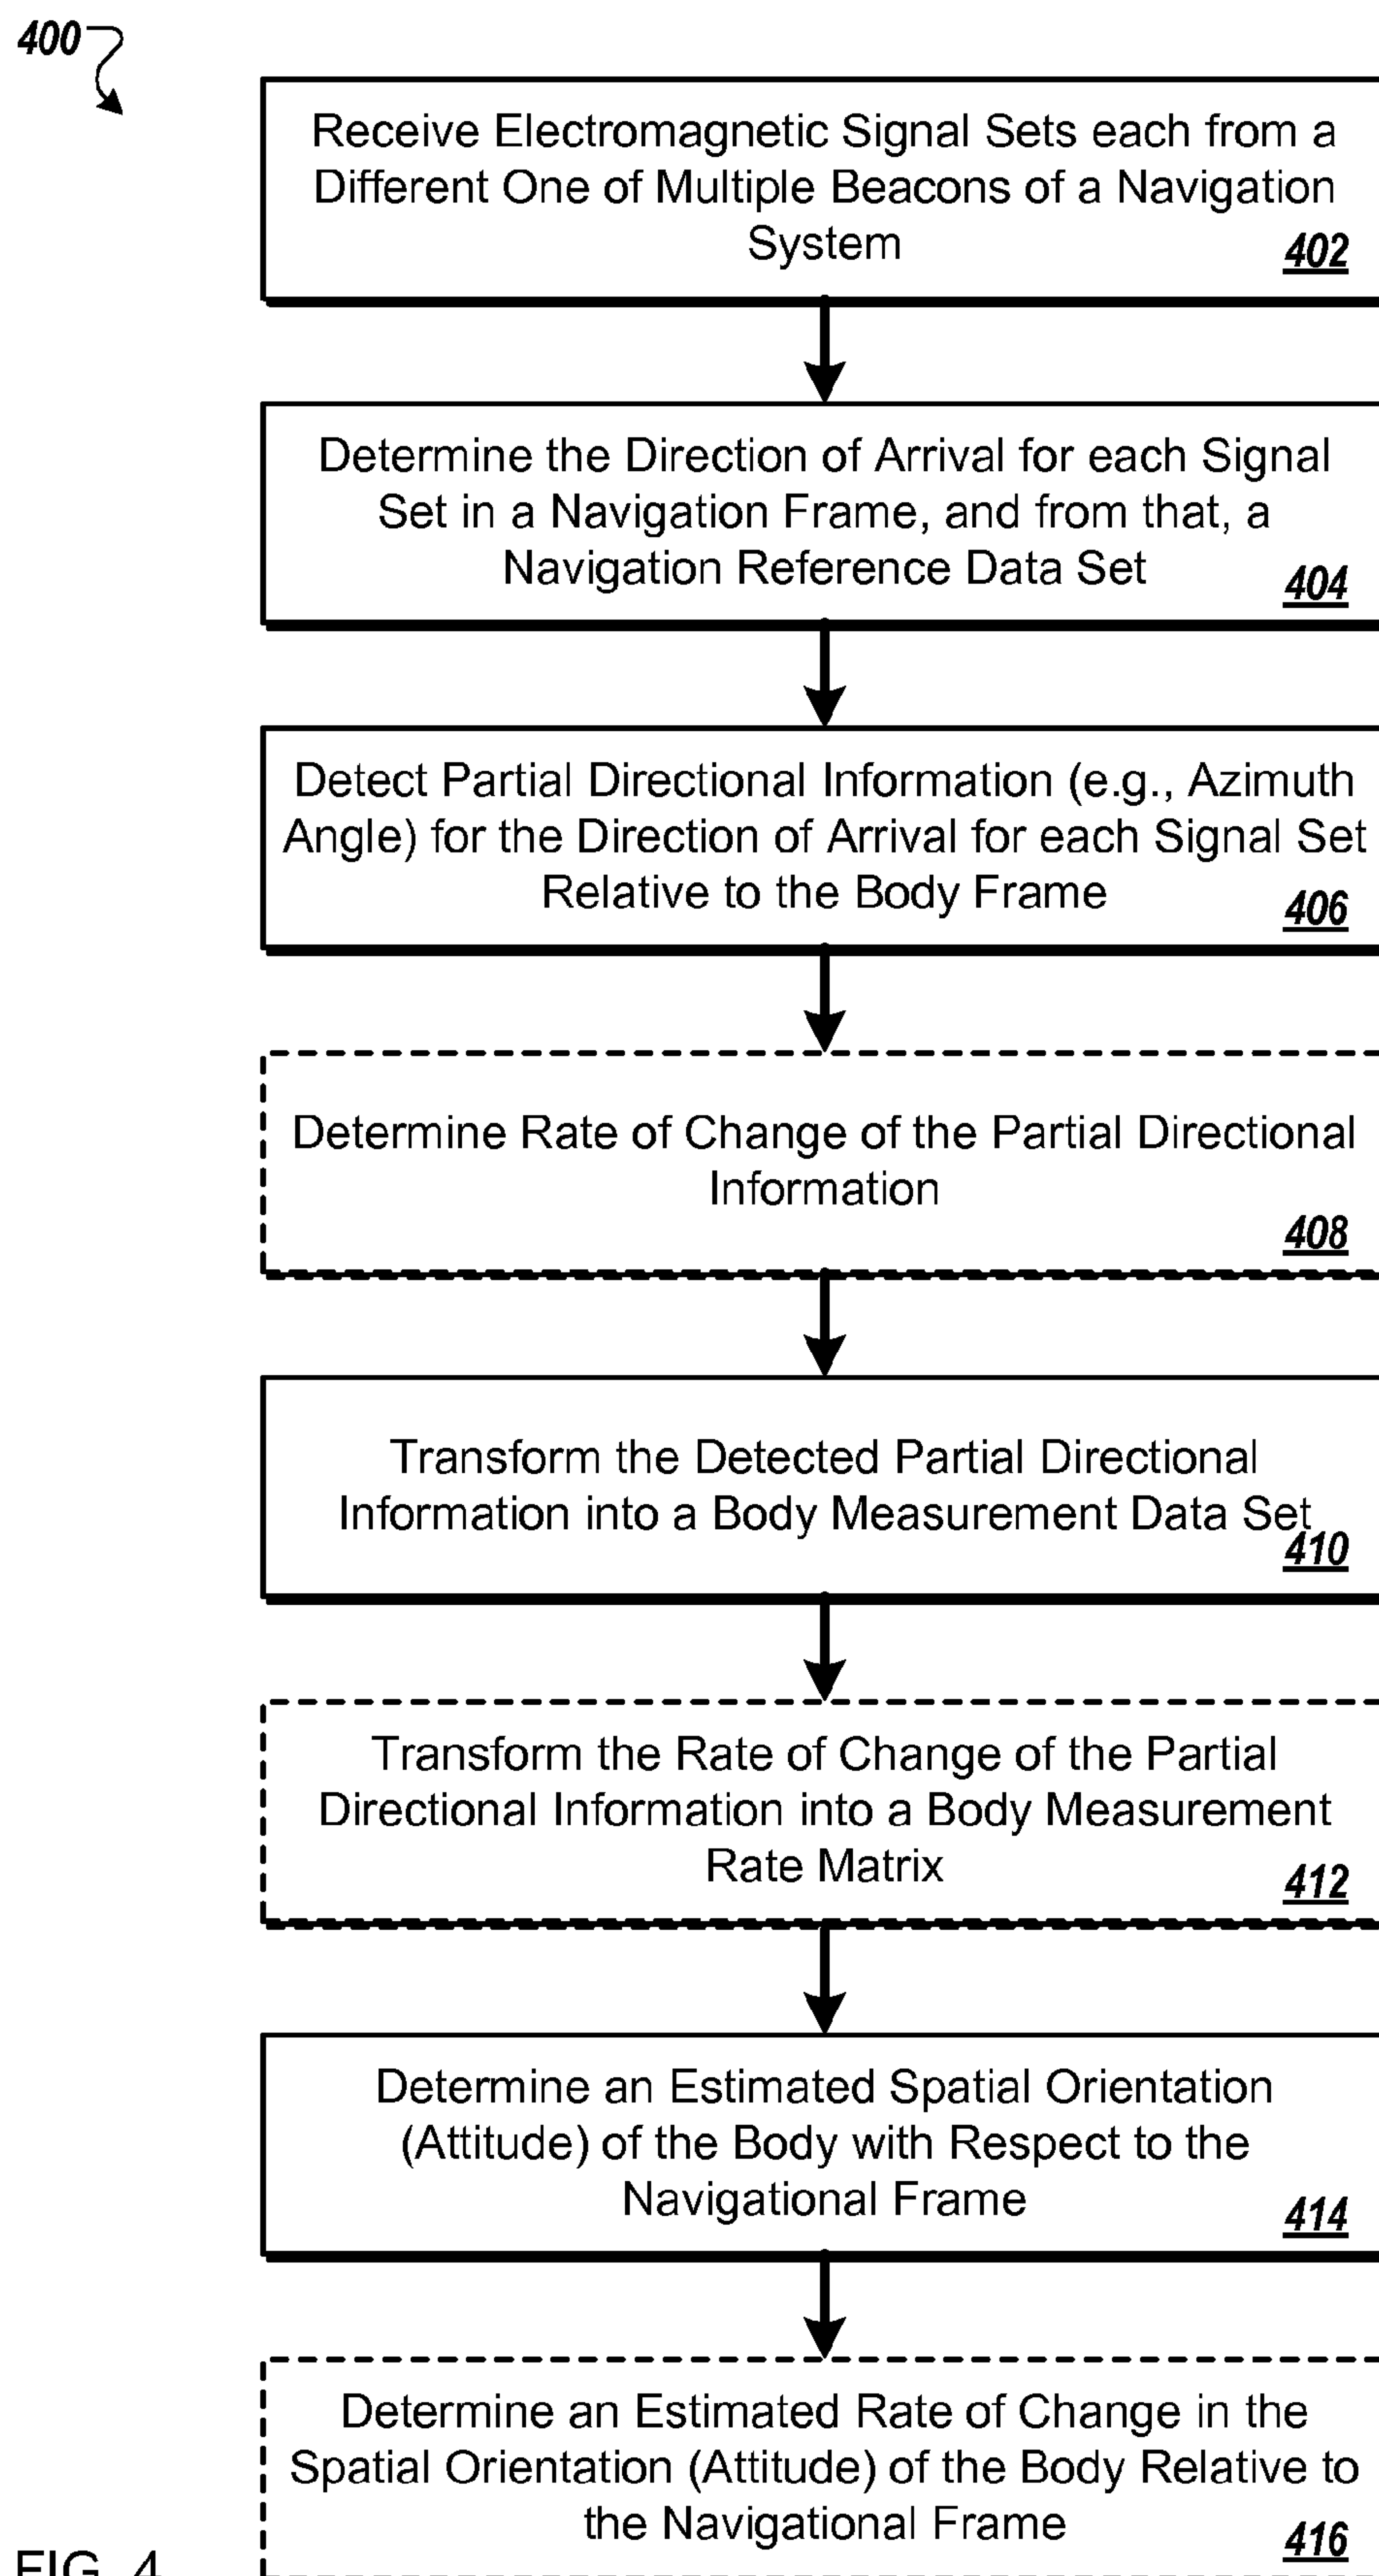 400
Receive Electromagnetic Signal Sets each from a
Different One of Multiple Beacons of a Navigation
System
402
Determine the Direction of Arrival for each Signal
Set in a Navigation Frame, and from that, a
Navigation Reference Data Set
404
Detect Partial Directional Information (e.g., Azimuth
Angle) for the Direction of Arrival for each Signal Set
Relative to the Body Frame
406
Determine Rate of Change of the Partial Directional
Information
408
Transform the Detected Partial Directional
Information into a Body Measurement Data Set
410
Transform the Rate of Change of the Partial
Directional Information into a Body Measurement
Rate Matrix
412
Determine an Estimated Spatial Orientation
(Attitude) of the Body with Respect to the
Navigational Frame
414
Determine an Estimated Rate of Change in the
Spatial Orientation (Attitude) of the Body Relative to
the Navigational Frame
416
FIG. 4